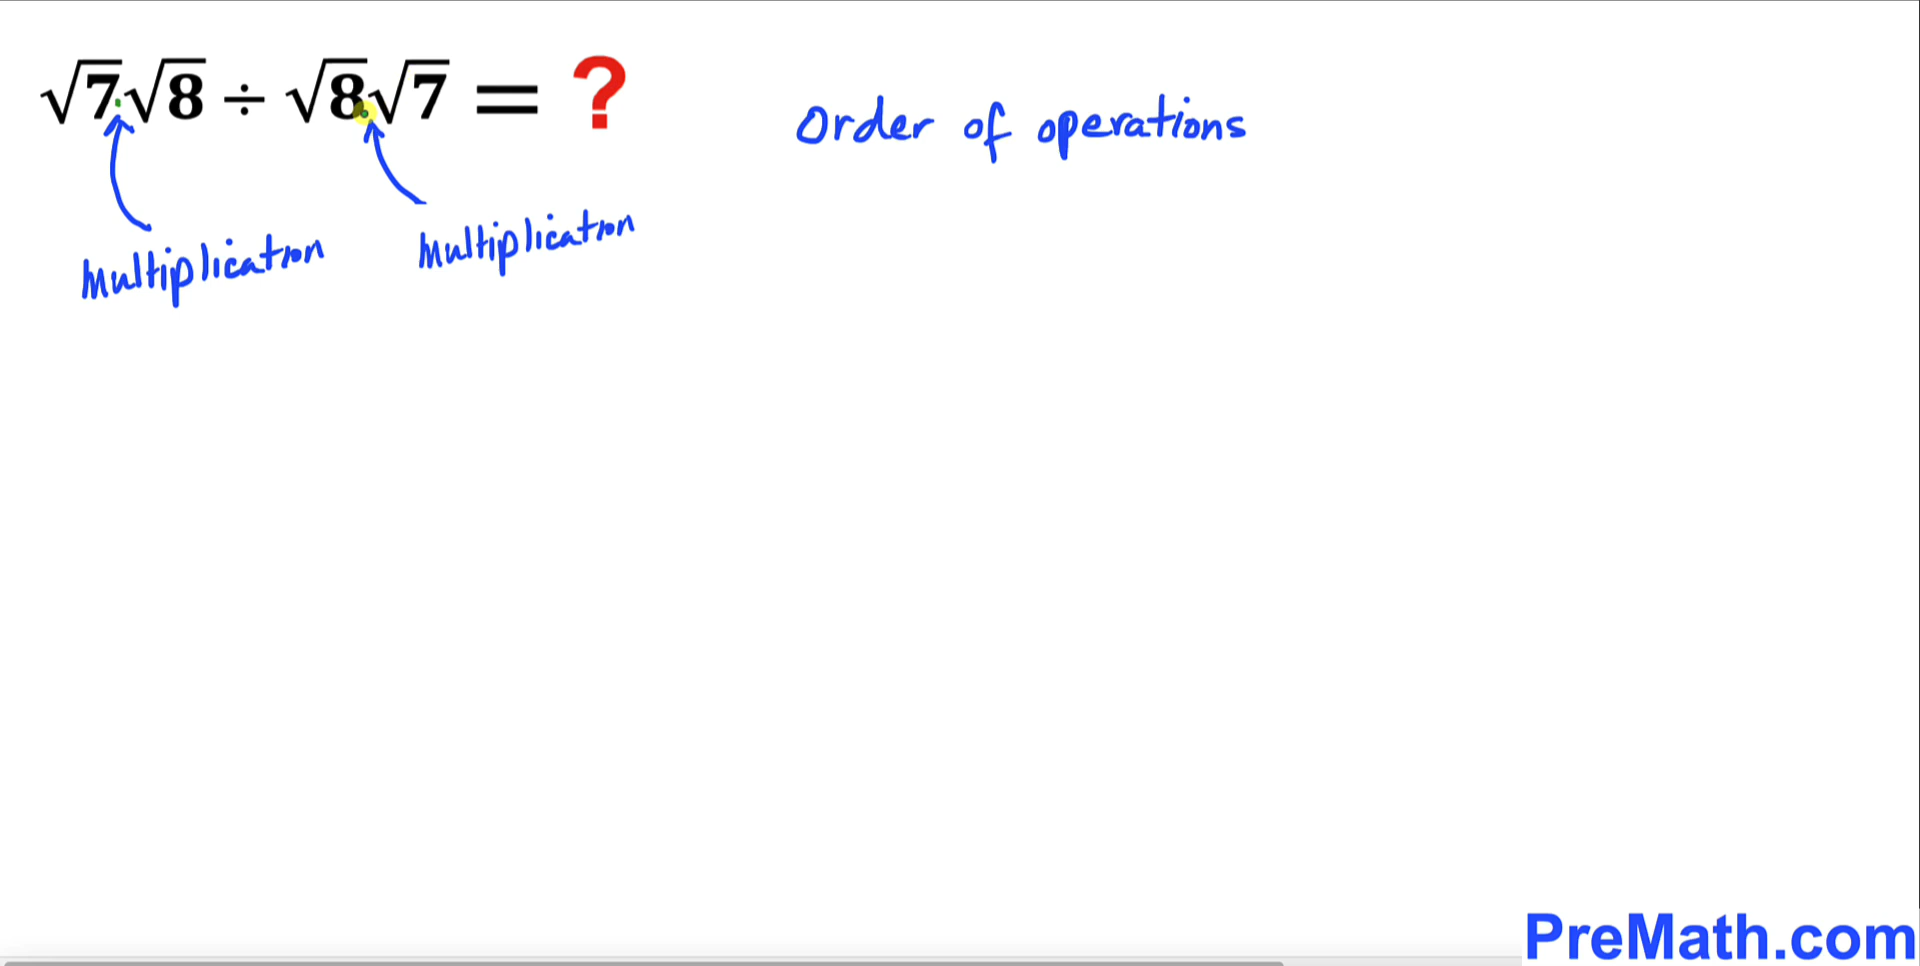 √7·√8 ÷ √8·√7 = ?
Order of operations
Multiplication
Multiplication
PreMath.com